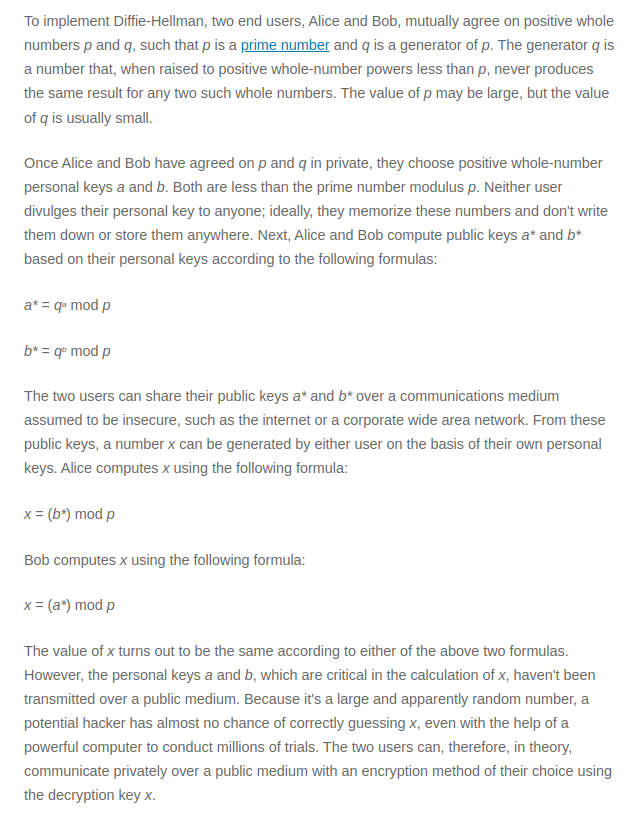 To implement Diffie-Hellman, two end users, Alice and Bob, mutually agree on positive whole
numbers p and q, such that p is a prime number and q is a generator of p. The generator q is
a number that, when raised to positive whole-number powers less than p, never produces
the same result for any two such whole numbers. The value of p may be large, but the value
of q is usually small.
Once Alice and Bob have agreed on p and q in private, they choose positive whole-number
personal keys a and b. Both are less than the prime number modulus p. Neither user
divulges their personal key to anyone; ideally, they memorize these numbers and don't write
them down or store them anywhere. Next, Alice and Bob compute public keys a* and b*
based on their personal keys according to the following formulas:
a* = qᵃ mod p
b* = qᵇ mod p
The two users can share their public keys a* and b* over a communications medium
assumed to be insecure, such as the internet or a corporate wide area network. From these
public keys, a number x can be generated by either user on the basis of their own personal
keys. Alice computes x using the following formula:
x = (b*) mod p
Bob computes x using the following formula:
x = (a*) mod p
The value of x turns out to be the same according to either of the above two formulas.
However, the personal keys a and b, which are critical in the calculation of x, haven't been
transmitted over a public medium. Because it's a large and apparently random number, a
potential hacker has almost no chance of correctly guessing x, even with the help of a
powerful computer to conduct millions of trials. The two users can, therefore, in theory,
communicate privately over a public medium with an encryption method of their choice using
the decryption key x.